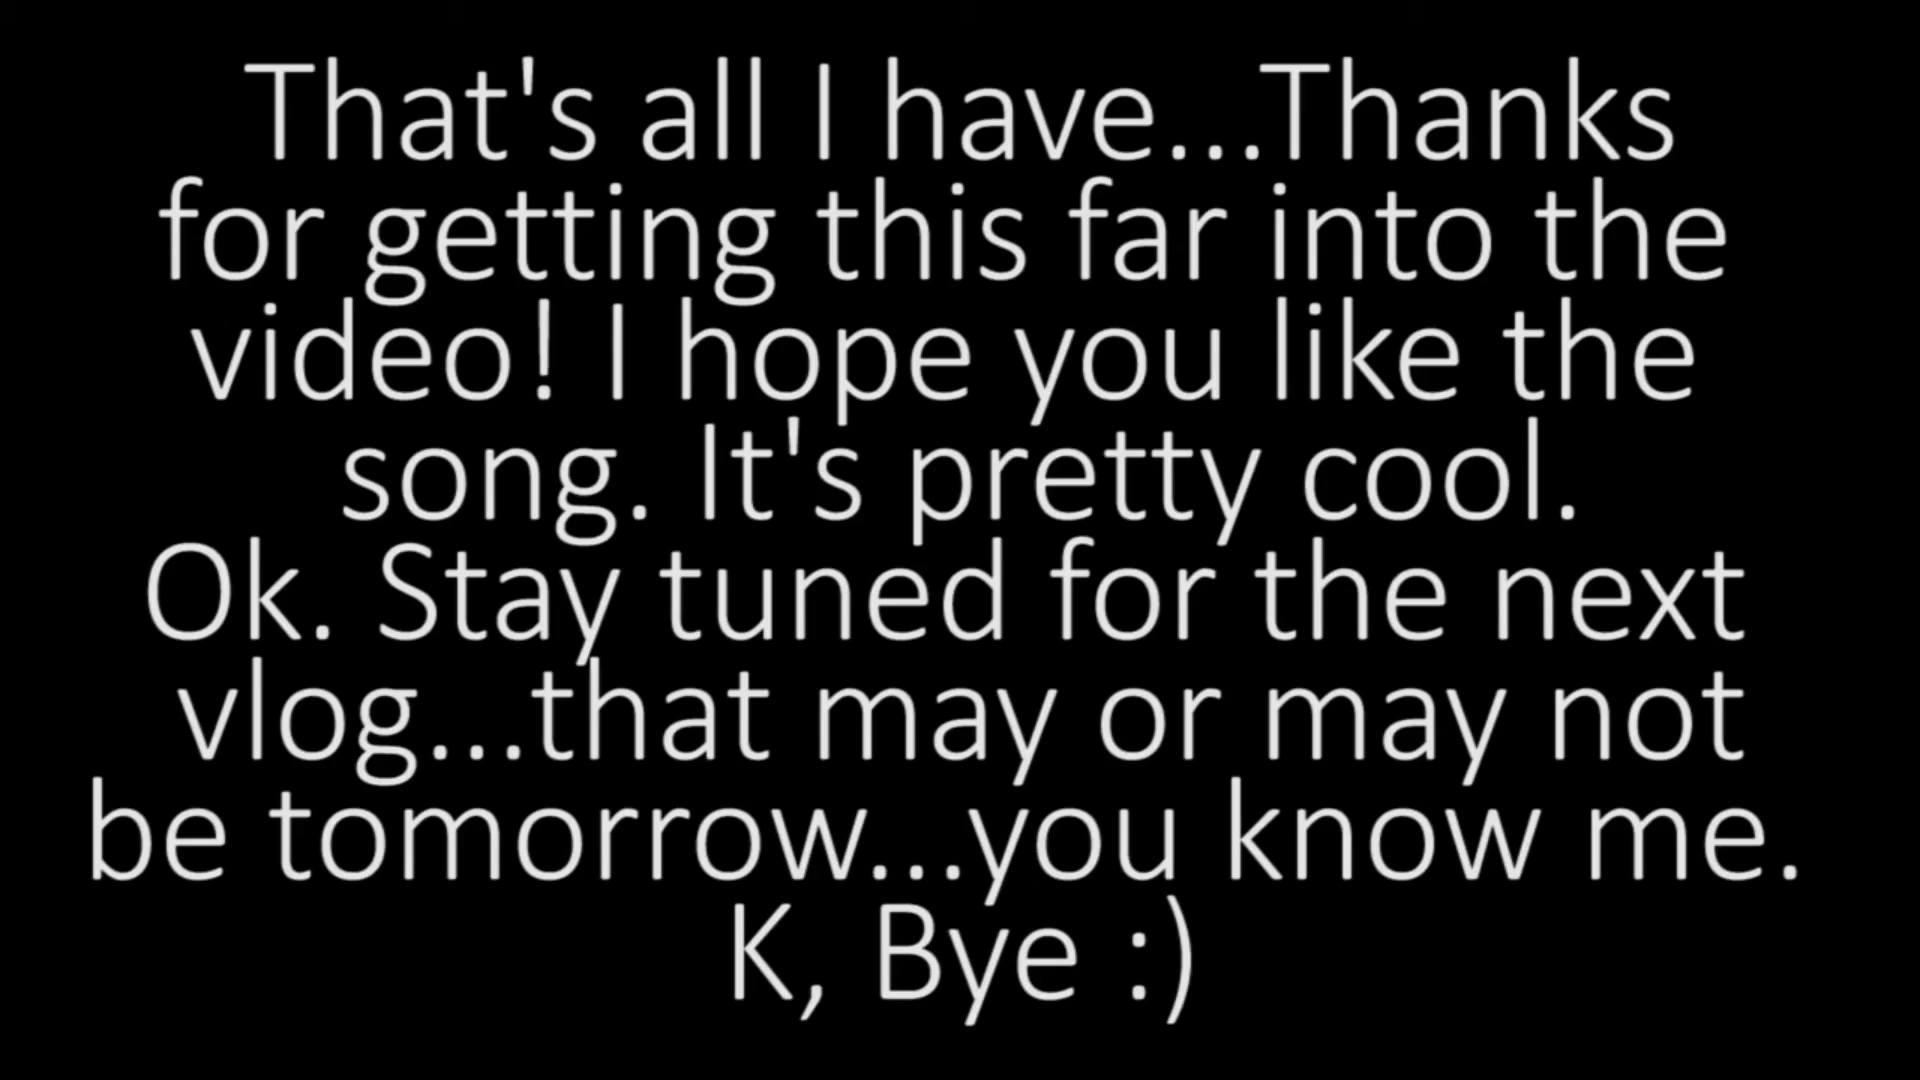 That's all I have...Thanks
for getting this far into the
video! I hope you like the
song. It's pretty cool.
Ok. Stay tuned for the next
vlog...that may or may not
be tomorrow...you know me.
K, Bye :)